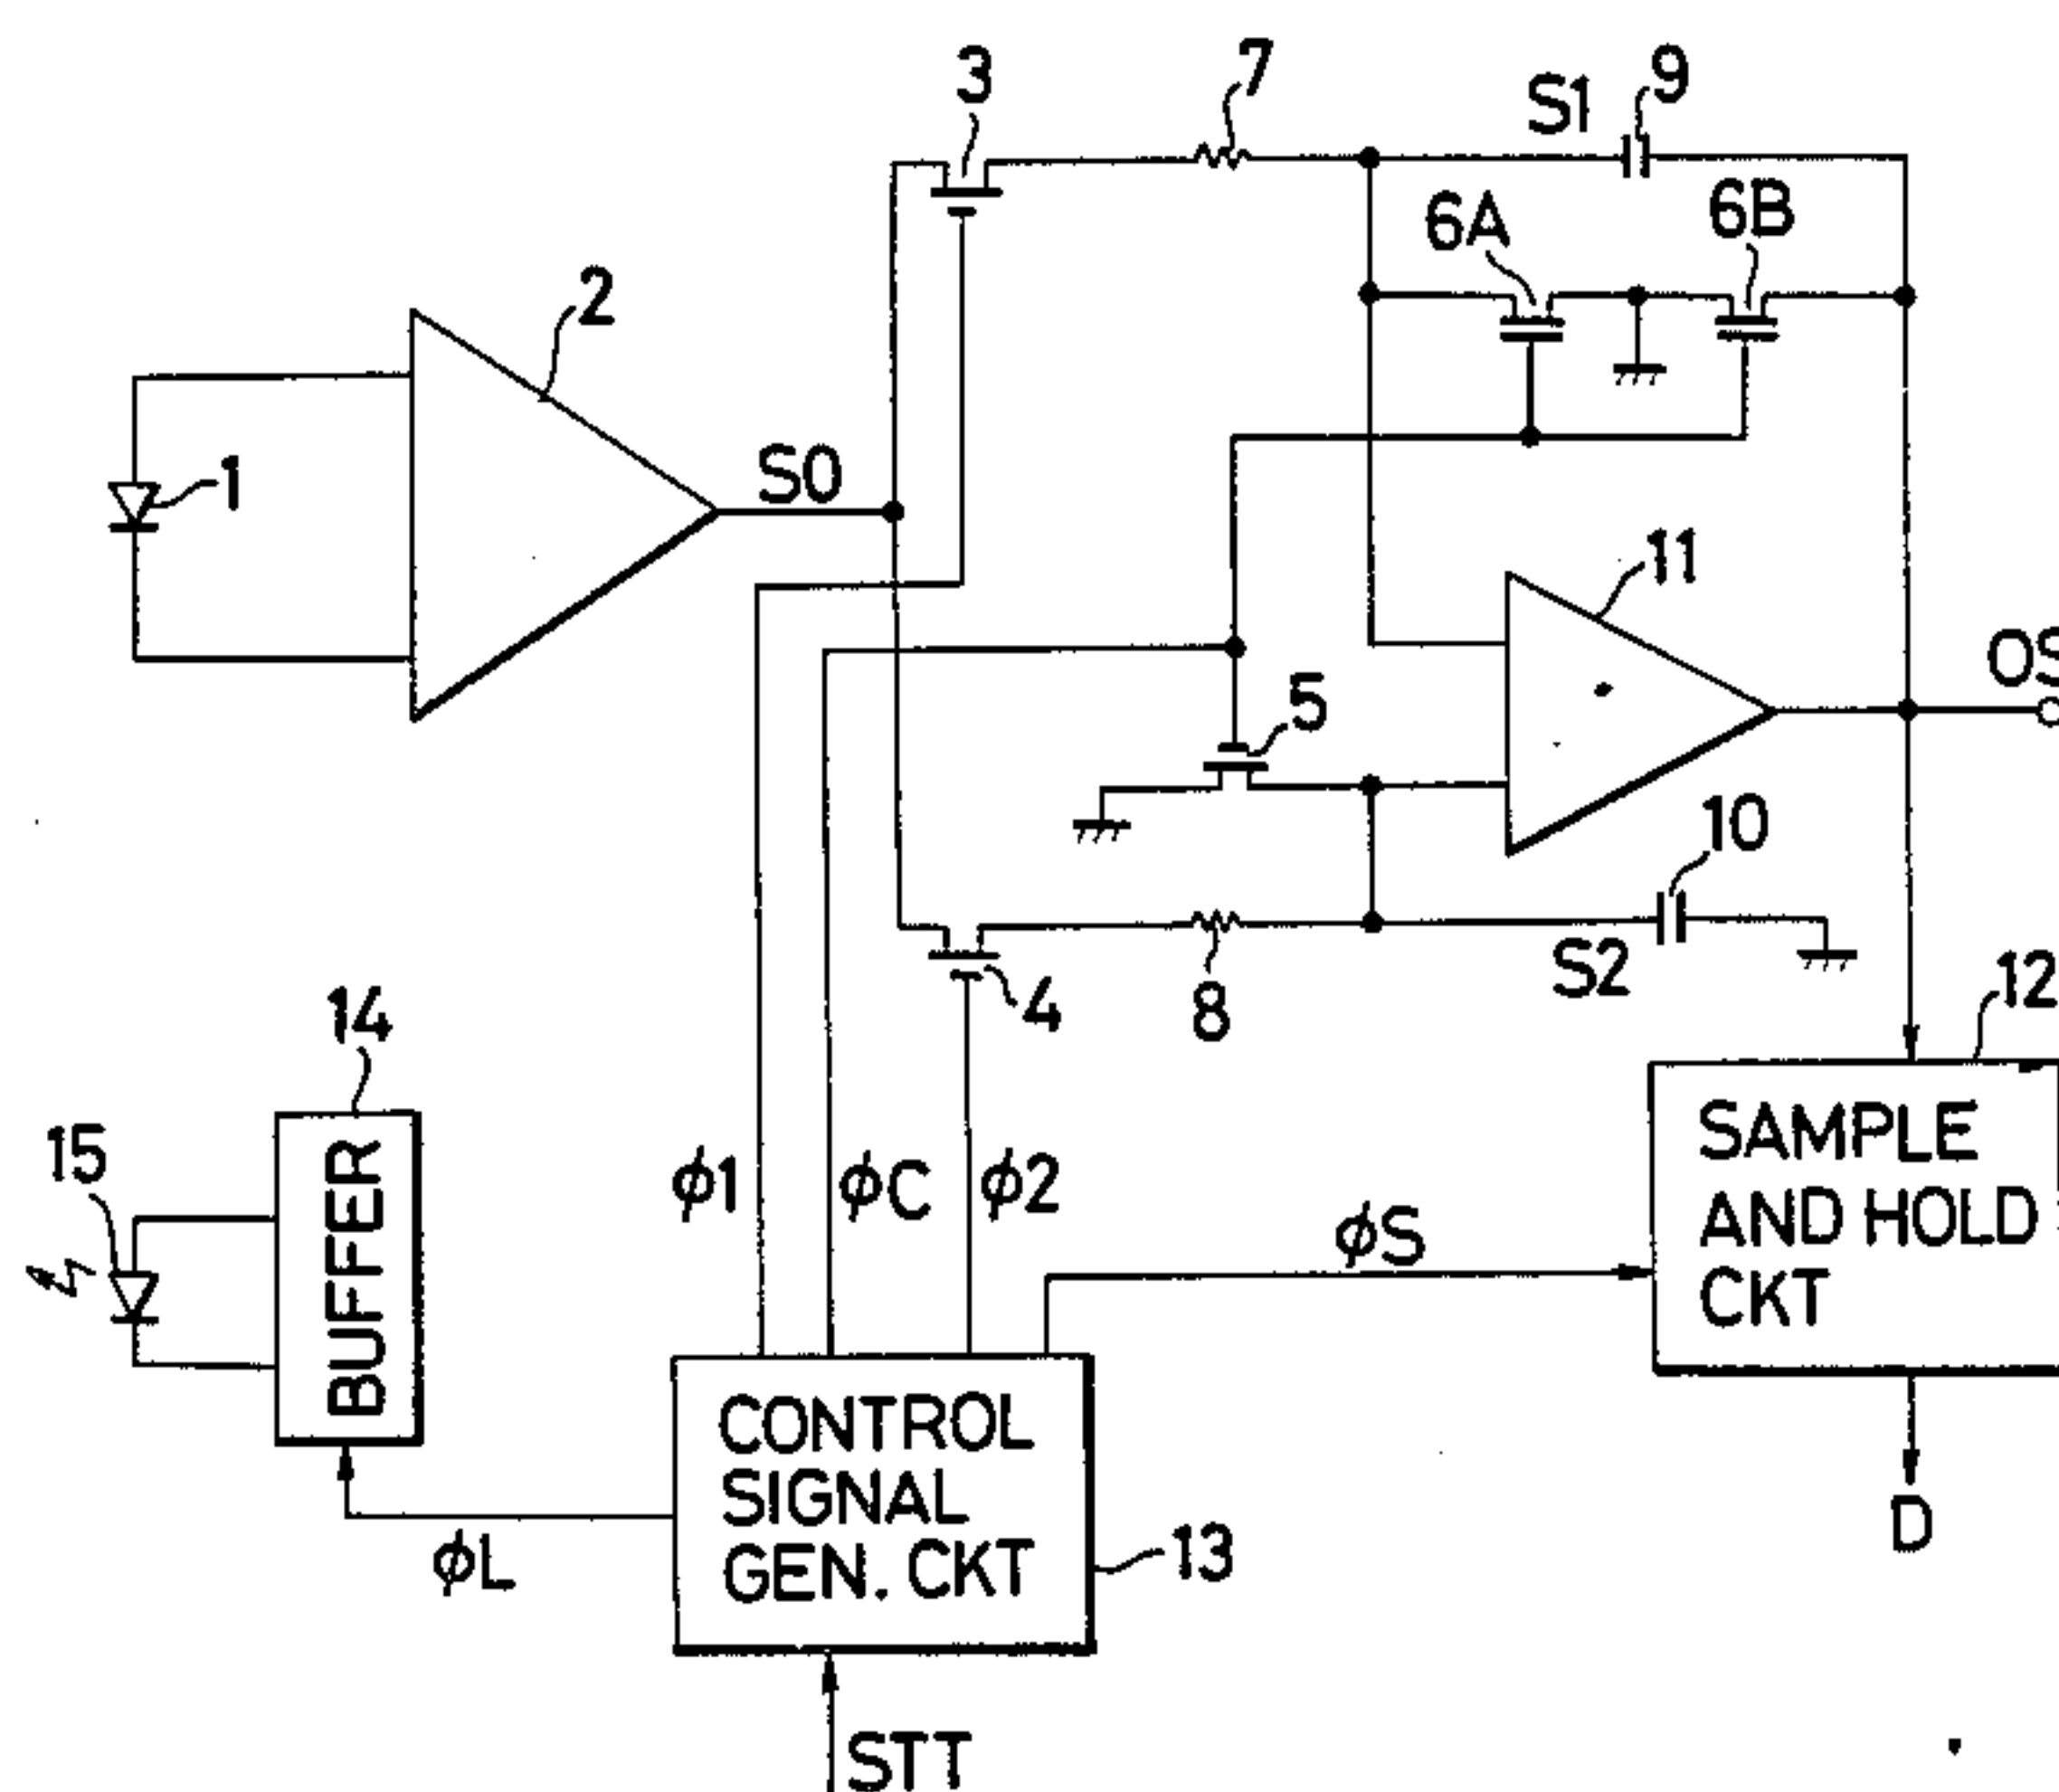 3
7
S1
9
6A
6B
2
1
S0
11
OS
5
10
S2
12
4
8
14
15
BUFFER
φ1
φC
φ2
φS
SAMPLE
AND HOLD
CKT
CONTROL
SIGNAL
GEN. CKT
13
φL
D
STT